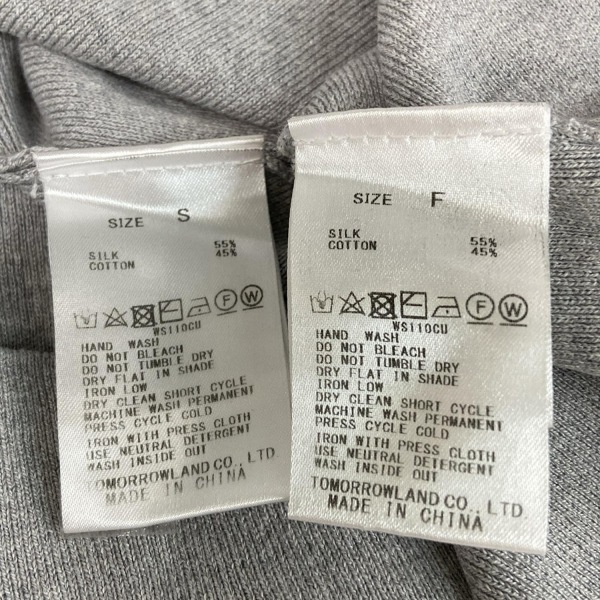 SIZE S
SILK 55%
COTTON 45%
F W
WS110CU
HAND WASH
DO NOT BLEACH
DO NOT TUMBLE DRY
DRY FLAT IN SHADE
IRON LOW
DRY CLEAN SHORT CYCLE
MACHINE WASH PERMANENT
PRESS CYCLE COLD
IRON WITH PRESS CLOTH
USE NEUTRAL DETERGENT
WASH INSIDE OUT
TOMORROWLAND CO., LTD.
MADE IN CHINA
SIZE F
SILK 55%
COTTON 45%
F W
WS110CU
HAND WASH
DO NOT BLEACH
DO NOT TUMBLE DRY
DRY FLAT IN SHADE
IRON LOW
DRY CLEAN SHORT CYCLE
MACHINE WASH PERMANENT
PRESS CYCLE COLD
IRON WITH PRESS CLOTH
USE NEUTRAL DETERGENT
WASH INSIDE OUT
TOMORROWLAND CO., LTD.
MADE IN CHINA